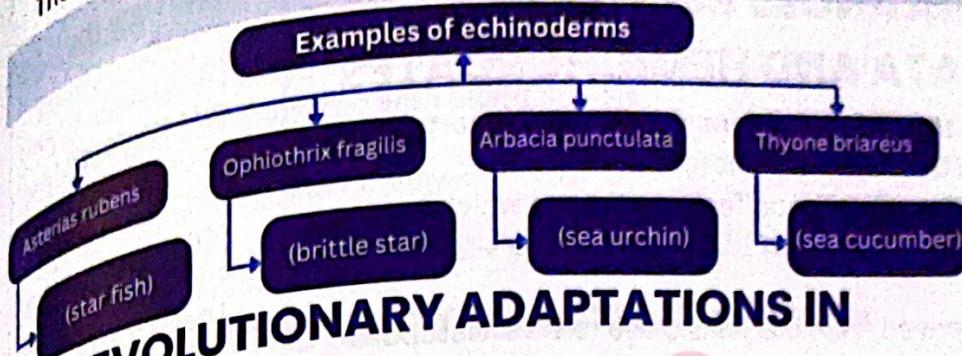 Examples of echinoderms
Asterias rubens
Ophiothrix fragilis
Arbacia punctulata
Thyone briareus
(star fish)
(brittle star)
(sea urchin)
(sea cucumber)
EVOLUTIONARY ADAPTATIONS IN